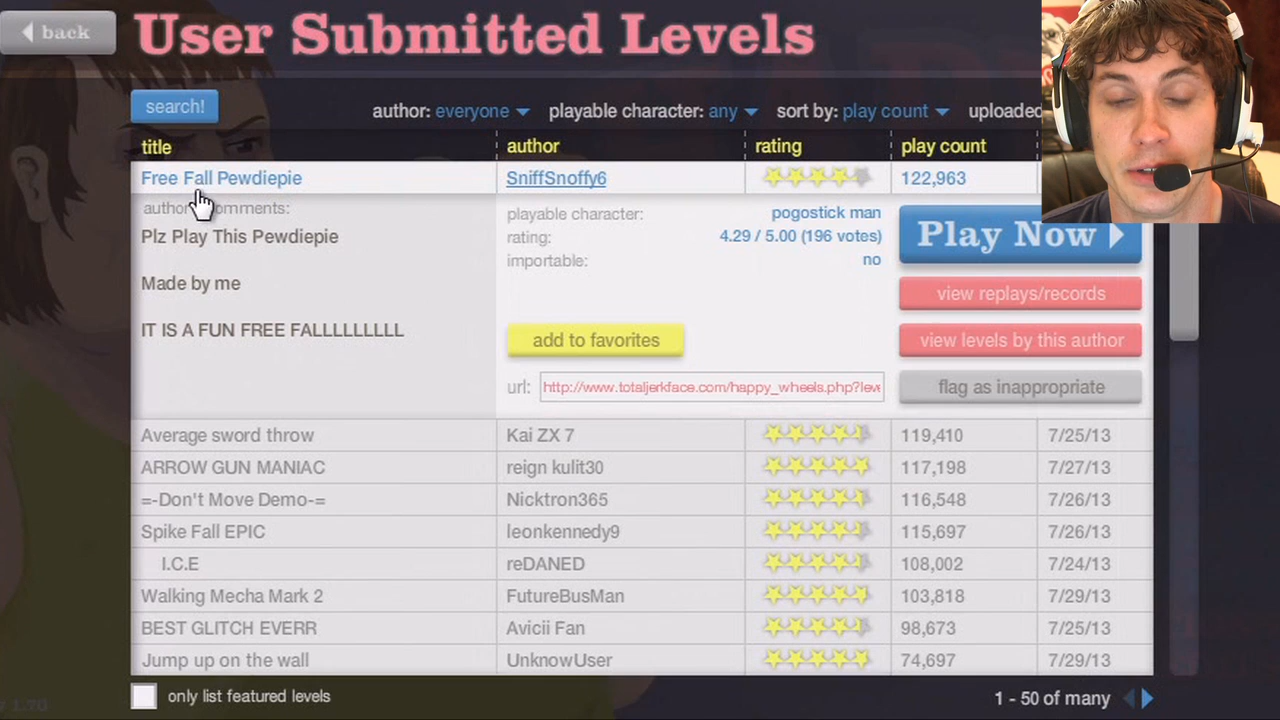 back
User Submitted Levels
search!
author: everyone
playable character: any
sort by: play count
uploaded
title
author
rating
play count
Free Fall Pewdiepie
SniffSnoffy6
122,963
comments:
Plz Play This Pewdiepie
Made by me
IT IS A FUN FREE FALLLLLLLLL
playable character: pogostick man
rating: 4.29 / 5.00 (196 votes)
importable: no
add to favorites
url: http://www.totaljerkface.com/happy_wheels.php?leve
Play Now
view replays/records
view levels by this author
flag as inappropriate
Average sword throw Kai ZX 7 119,410 7/25/13
ARROW GUN MANIAC reign kulit30 117,198 7/27/13
=-Don't Move Demo-= Nicktron365 116,548 7/26/13
Spike Fall EPIC leonkennedy9 115,697 7/26/13
I.C.E reDANED 108,002 7/24/13
Walking Mecha Mark 2 FutureBusMan 103,818 7/29/13
BEST GLITCH EVERR Avicii Fan 98,673 7/25/13
Jump up on the wall UnknowUser 74,697 7/29/13
only list featured levels
1 - 50 of many